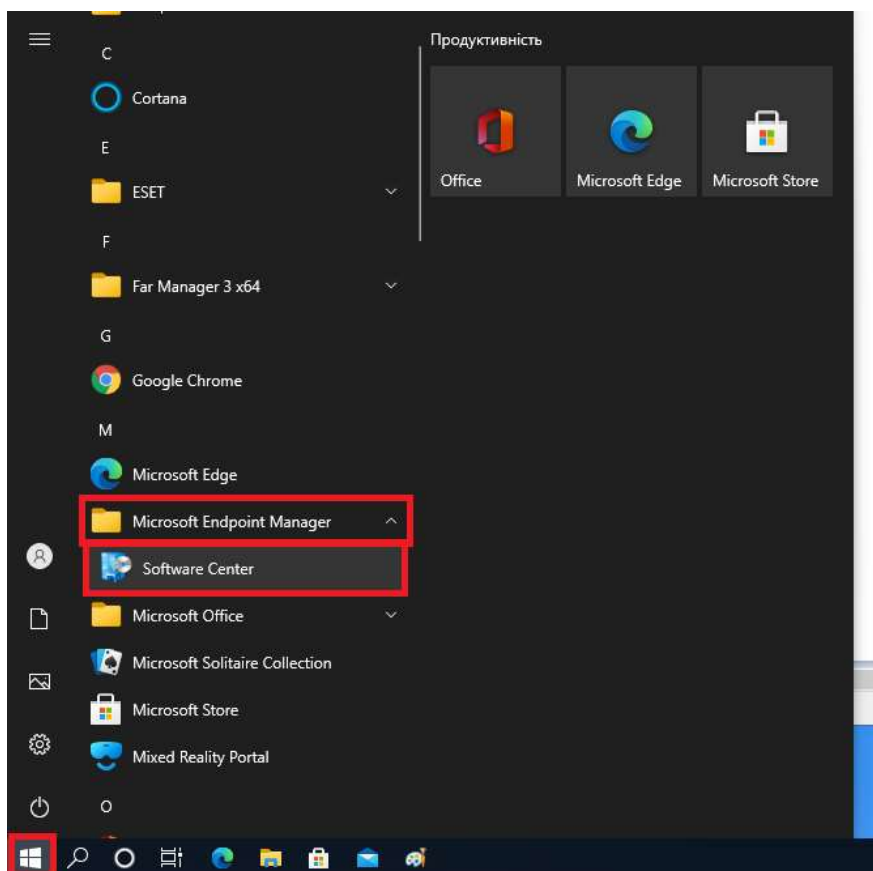 Продуктивність
C
Cortana
E
ESET
F
Far Manager 3 x64
G
Google Chrome
M
Microsoft Edge
Microsoft Endpoint Manager
Software Center
Microsoft Office
Microsoft Solitaire Collection
Microsoft Store
Mixed Reality Portal
O
Office
Microsoft Edge
Microsoft Store